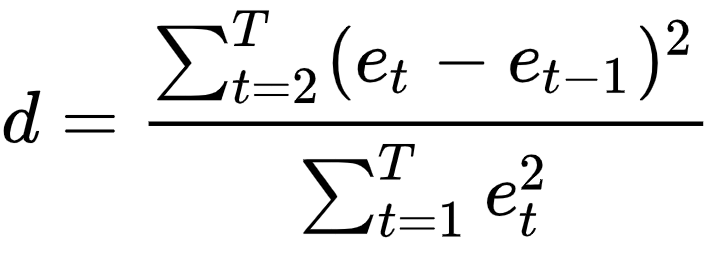 d = \frac{\sum_{t=2}^{T} (e_t - e_{t-1})^2}{\sum_{t=1}^{T} e_t^2}